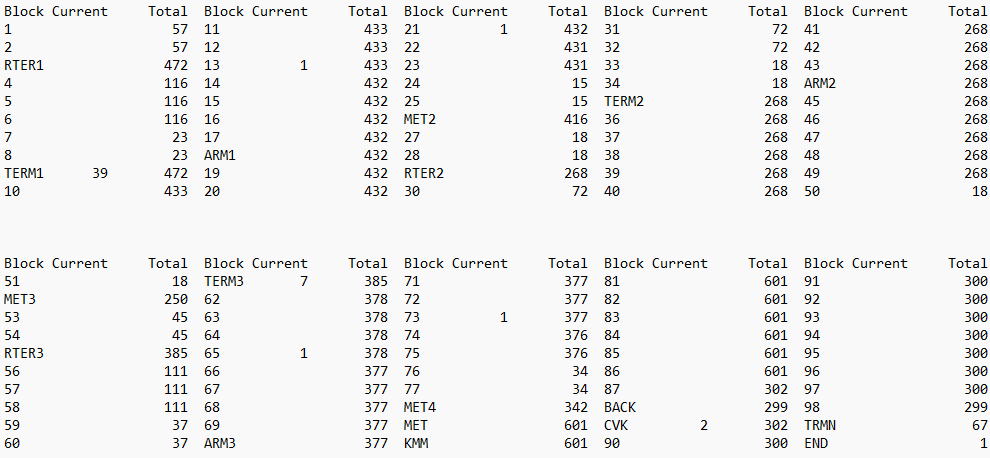 Block Current     Total  Block Current     Total  Block Current     Total  Block Current     Total  Block Current     Total
1                    57  11                  433  21           1     432  31                   72  41                  268
2                    57  12                  433  22                 431  32                   72  42                  268
RTER1               472  13           1      433  23                 431  33                   18  43                  268
4                   116  14                  432  24                  15  34                   18  ARM2                268
5                   116  15                  432  25                  15  TERM2               268  45                  268
6                   116  16                  432  MET2               416  36                  268  46                  268
7                    23  17                  432  27                  18  37                  268  47                  268
8                    23  ARM1                432  28                  18  38                  268  48                  268
TERM1      39       472  19                  432  RTER2              268  39                  268  49                  268
10                  433  20                  432  30                  72  40                  268  50                   18
Block Current     Total  Block Current     Total  Block Current     Total  Block Current     Total  Block Current     Total
51                   18  TERM3        7      385  71                 377  81                  601  91                  300
MET3                250  62                  378  72                 377  82                  601  92                  300
53                   45  63                  378  73           1     377  83                  601  93                  300
54                   45  64                  378  74                 376  84                  601  94                  300
RTER3               385  65           1      378  75                 376  85                  601  95                  300
56                  111  66                  377  76                  34  86                  601  96                  300
57                  111  67                  377  77                  34  87                  302  97                  300
58                  111  68                  377  MET4               342  BACK                299  98                  299
59                   37  69                  377  MET                601  CVK         2       302  TRMN                 67
60                   37  ARM3                377  KMM                601  90                  300  END                   1